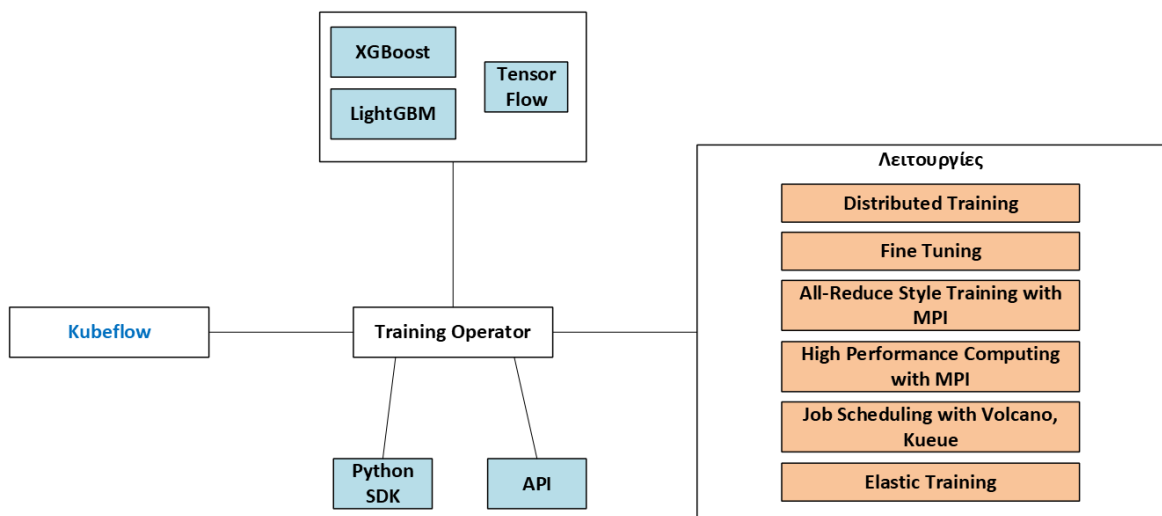 XGBoost
LightGBM
Tensor
Flow
Kubeflow
Training Operator
Python
SDK
API
Λειτουργίες
Distributed Training
Fine Tuning
All-Reduce Style Training with
MPI
High Performance Computing
with MPI
Job Scheduling with Volcano,
Kueue
Elastic Training